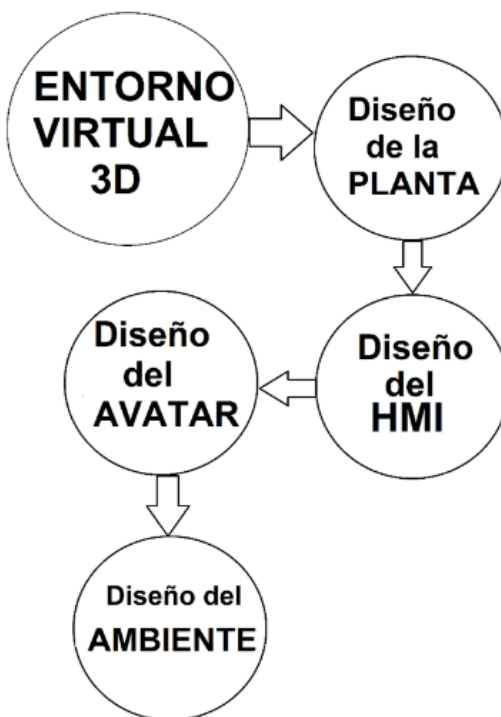 ENTORNO
VIRTUAL
3D
Diseño
de la
PLANTA
Diseño
del
HMI
Diseño
del
AVATAR
Diseño del
AMBIENTE